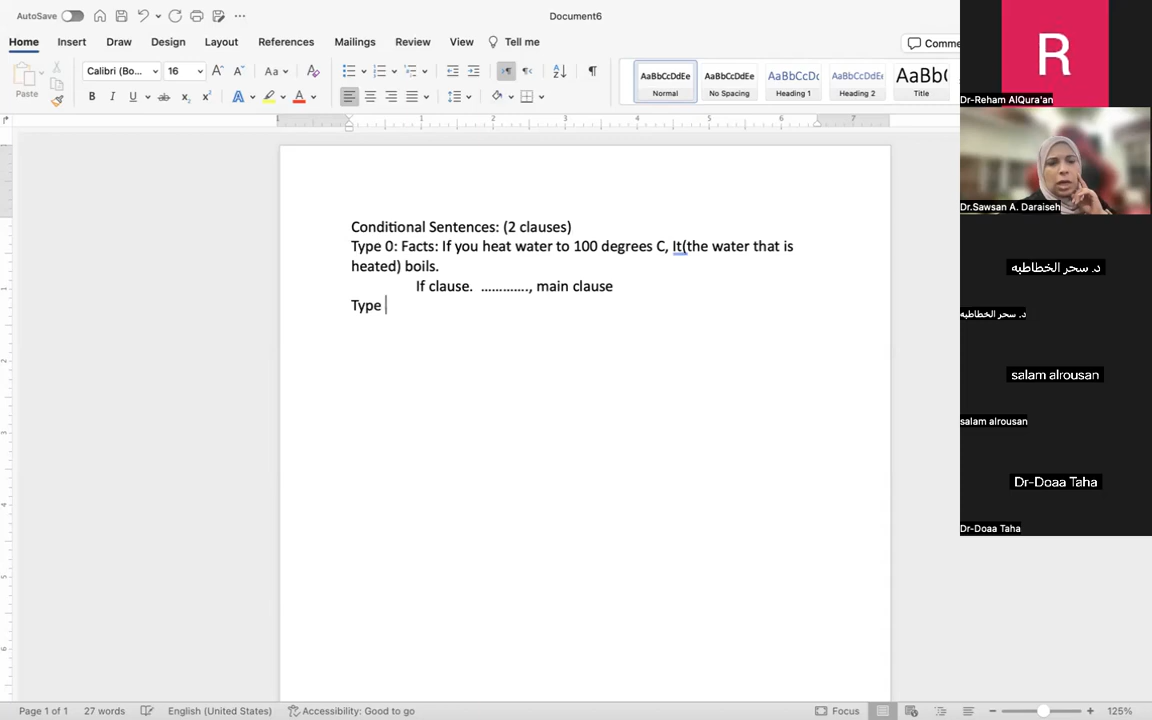 AutoSave
Document6
Home Insert Draw Design Layout References Mailings Review View Tell me
Comme
Paste
Calibri (Bo... 16
AaBbCcDdEe AaBbCcDdEe AaBbCcDc AaBbCcDdEe AaBb(
Normal No Spacing Heading 1 Heading 2 Title
Conditional Sentences: (2 clauses)
Type 0: Facts: If you heat water to 100 degrees C, It(the water that is
heated) boils.
If clause. …………., main clause
Type
R
Dr-Reham AlQura'an
Dr.Sawsan A. Daraiseh
د. سحر الخطاطبه
د. سحر الخطاطبه
salam alrousan
salam alrousan
Dr-Doaa Taha
Dr-Doaa Taha
Page 1 of 1 27 words English (United States) Accessibility: Good to go Focus 125%